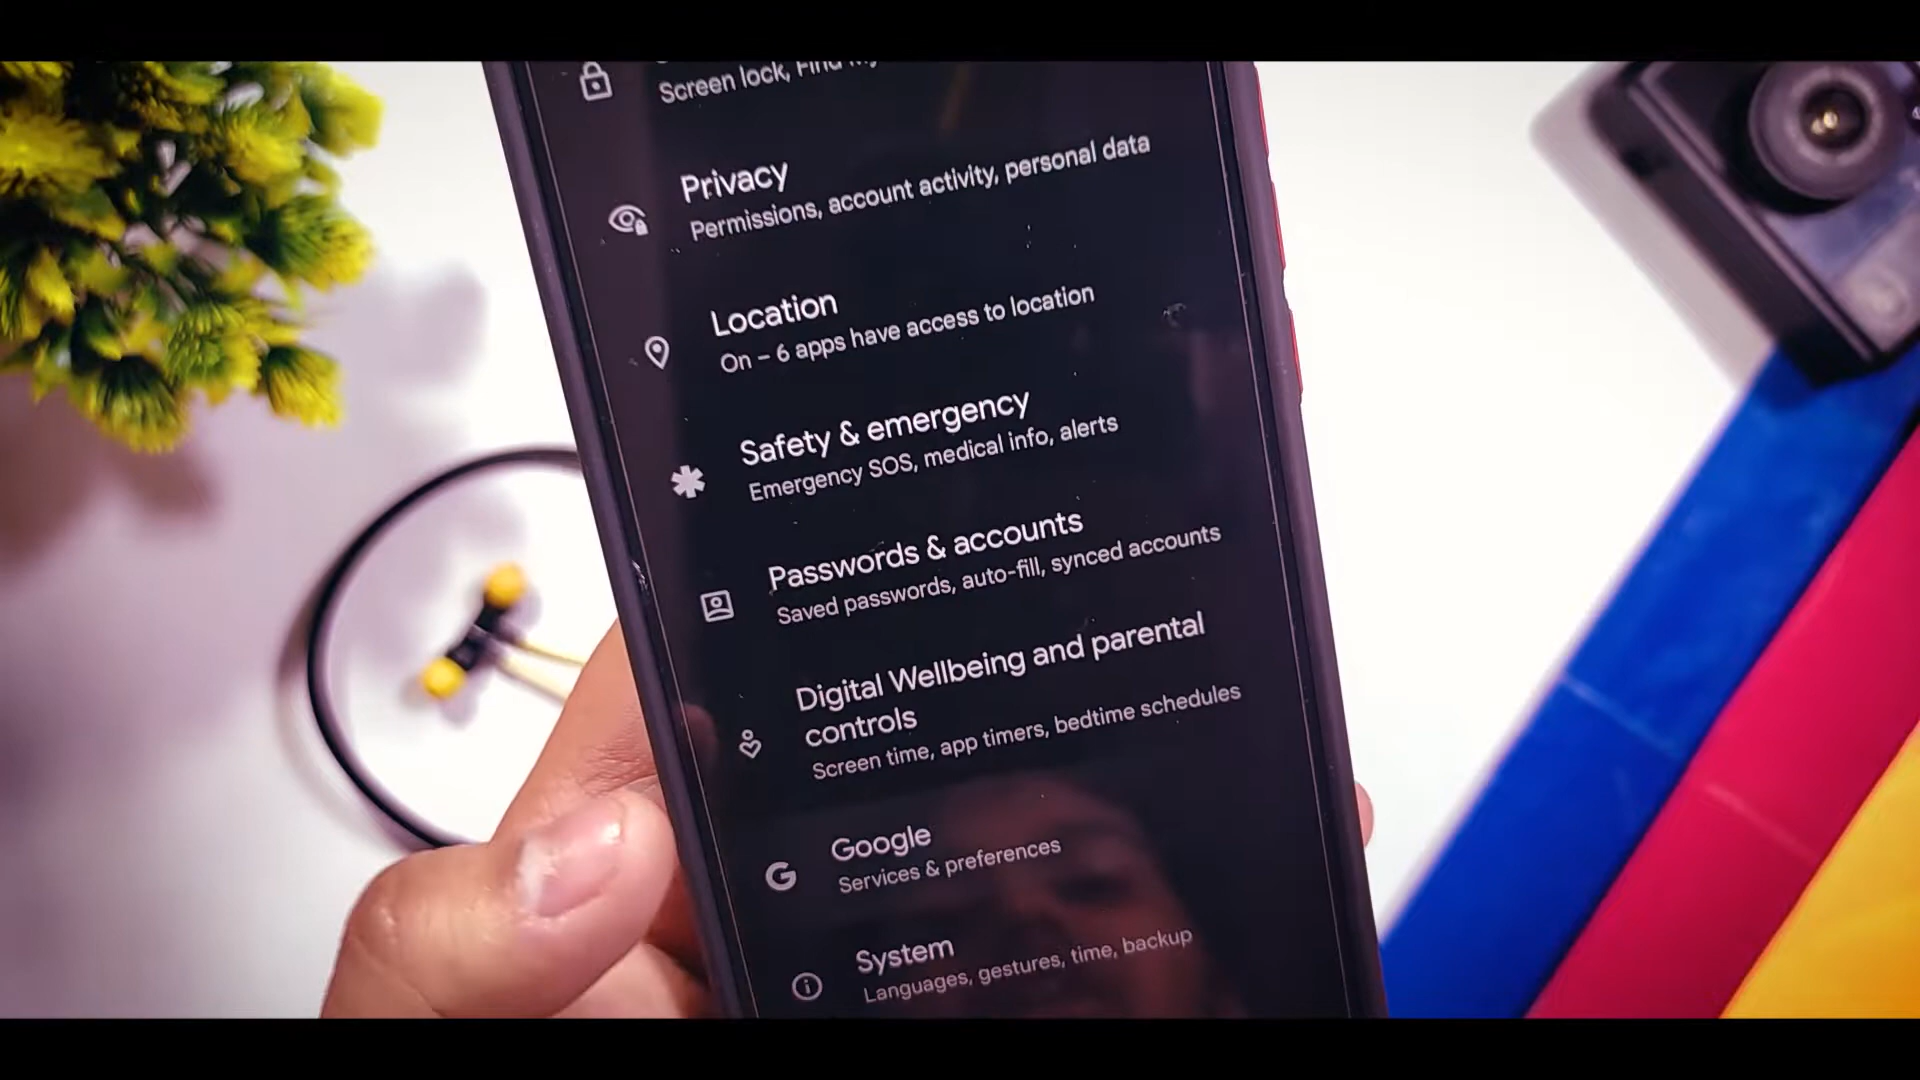 Screen lock, Find
Privacy
Permissions, account activity, personal data
Location
On – 6 apps have access to location
Safety & emergency
Emergency SOS, medical info, alerts
Passwords & accounts
Saved passwords, auto-fill, synced accounts
Digital Wellbeing and parental
controls
Screen time, app timers, bedtime schedules
G
Google
Services & preferences
System
Languages, gestures, time, backup